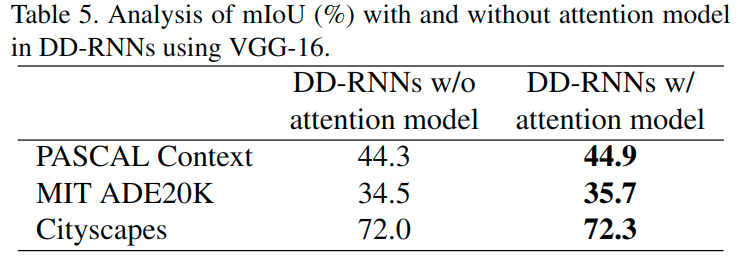 Table 5. Analysis of mIoU (%) with and without attention model
in DD-RNNs using VGG-16.
DD-RNNs w/o DD-RNNs w/
attention model attention model
PASCAL Context 44.3 44.9
MIT ADE20K 34.5 35.7
Cityscapes 72.0 72.3